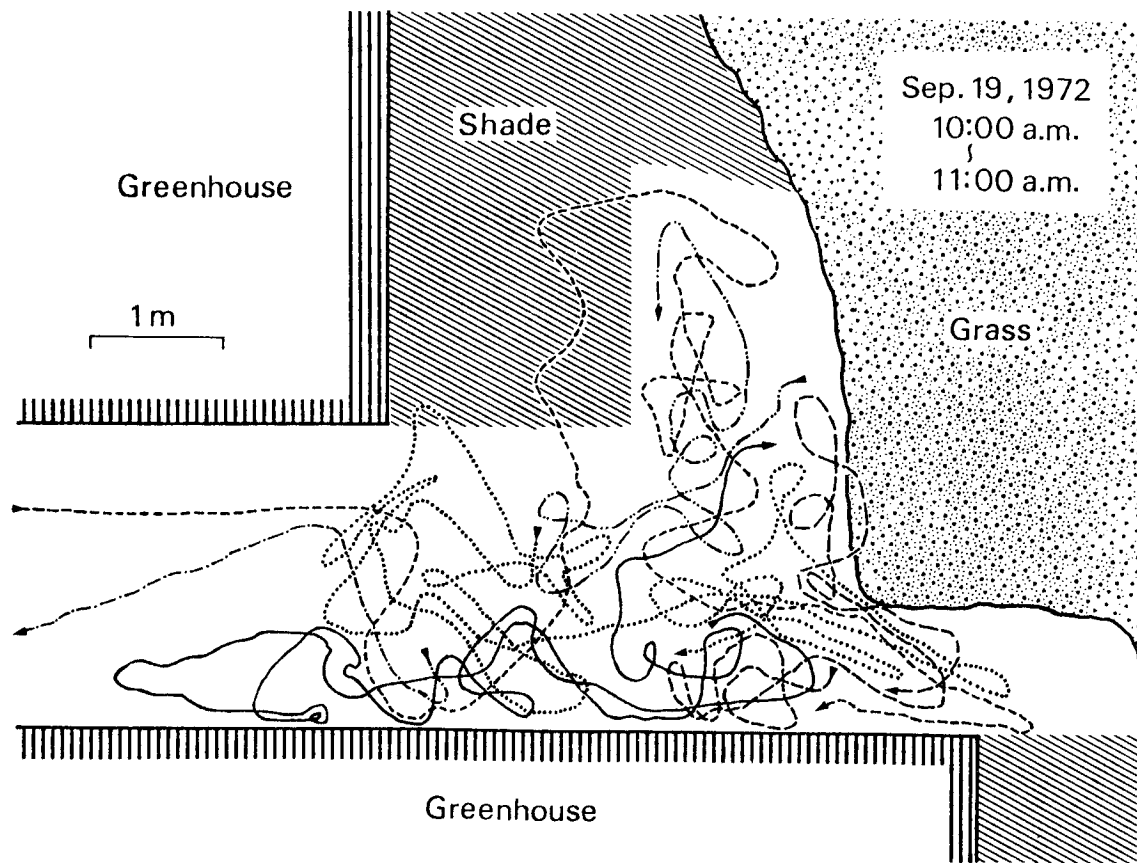 Sep. 19, 1972
10:00 a.m.
~
11:00 a.m.
Shade
Greenhouse
1 m
Grass
Greenhouse